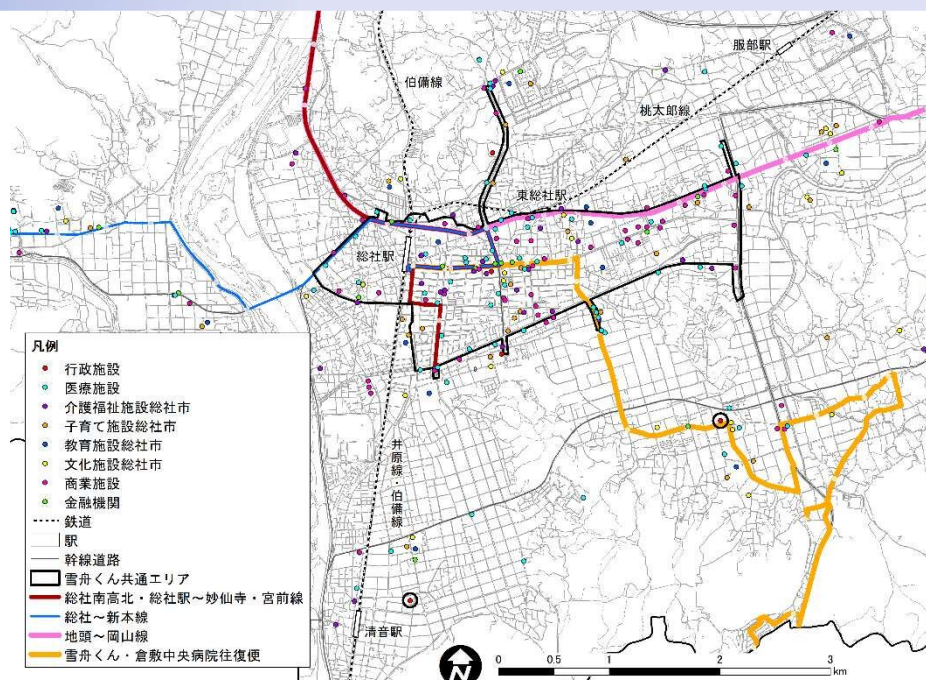 服部駅
伯備線
桃太郎線
東総社駅
総社駅
井原線・伯備線
清音駅
凡例
行政施設
医療施設
介護福祉施設総社市
子育て施設総社市
教育施設総社市
文化施設総社市
商業施設
金融機関
鉄道
駅
幹線道路
雪舟くん共通エリア
総社南高北・総社駅～妙仙寺・宮前線
総社～新本線
地頭～岡山線
雪舟くん・倉敷中央病院往復便
N
0 0.5 1 2 3
km